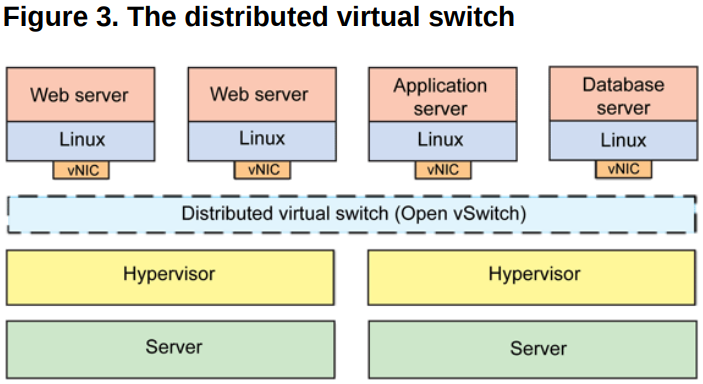 Figure 3. The distributed virtual switch
Web server
Web server
Application
server
Database
server
Linux
Linux
Linux
Linux
vNIC
vNIC
vNIC
vNIC
Distributed virtual switch (Open vSwitch)
Hypervisor
Hypervisor
Server
Server